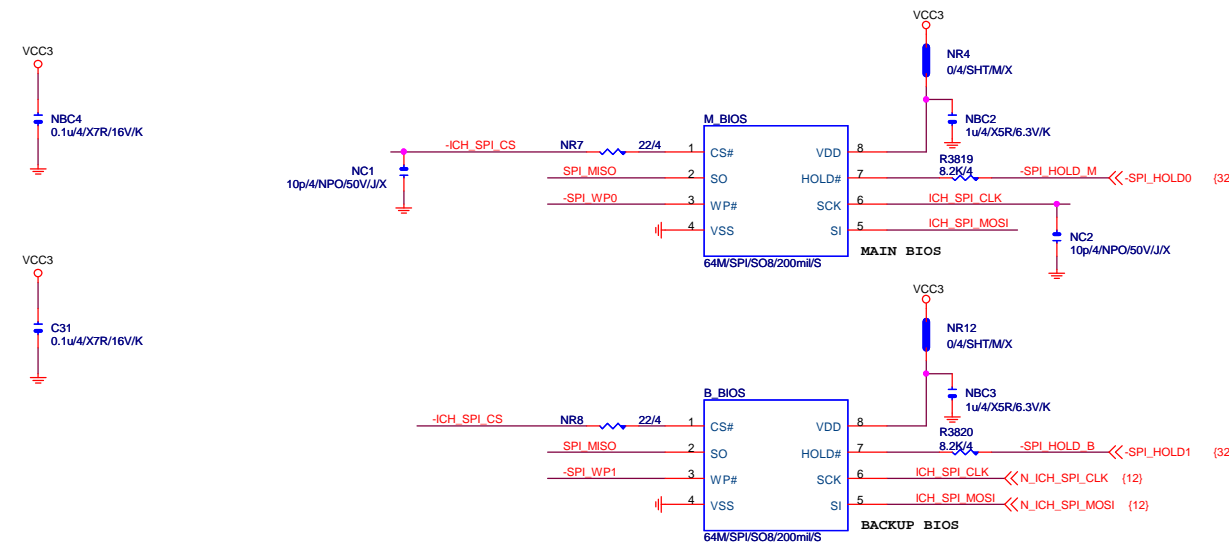 VCC3
NBC4
0.1u/4/X7R/16V/K
VCC3
C31
0.1u/4/X7R/16V/K
VCC3
NR4
0/4/SHT/M/X
NBC2
1u/4/X5R/6.3V/K
M_BIOS
-ICH_SPI_CS NR7 22/4 1 CS# VDD 8
NC1
10p/4/NPO/50V/J/X
SPI_MISO 2 SO HOLD# 7 R3819 8.2K/4 -SPI_HOLD_M -SPI_HOLD0 {32
-SPI_WP0 3 WP# SCK 6 ICH_SPI_CLK
4 VSS SI 5 ICH_SPI_MOSI
NC2
10p/4/NPO/50V/J/X
MAIN BIOS
64M/SPI/SO8/200mil/S
VCC3
NR12
0/4/SHT/M/X
NBC3
1u/4/X5R/6.3V/K
B_BIOS
-ICH_SPI_CS NR8 22/4 1 CS# VDD 8
SPI_MISO 2 SO HOLD# 7 R3820 8.2K/4 -SPI_HOLD_B -SPI_HOLD1 {32
-SPI_WP1 3 WP# SCK 6 ICH_SPI_CLK N_ICH_SPI_CLK {12}
4 VSS SI 5 ICH_SPI_MOSI N_ICH_SPI_MOSI {12}
BACKUP BIOS
64M/SPI/SO8/200mil/S